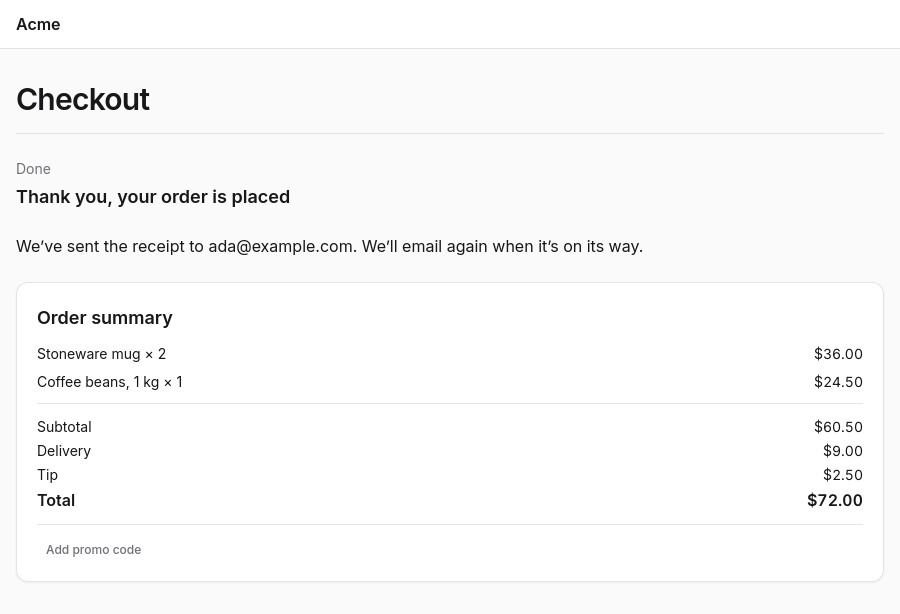 Acme
Checkout
Done
Thank you, your order is placed
We’ve sent the receipt to ada@example.com. We’ll email again when it’s on its way.
Order summary
Stoneware mug × 2 $36.00
Coffee beans, 1 kg × 1 $24.50
Subtotal $60.50
Delivery $9.00
Tip $2.50
Total $72.00
Add promo code